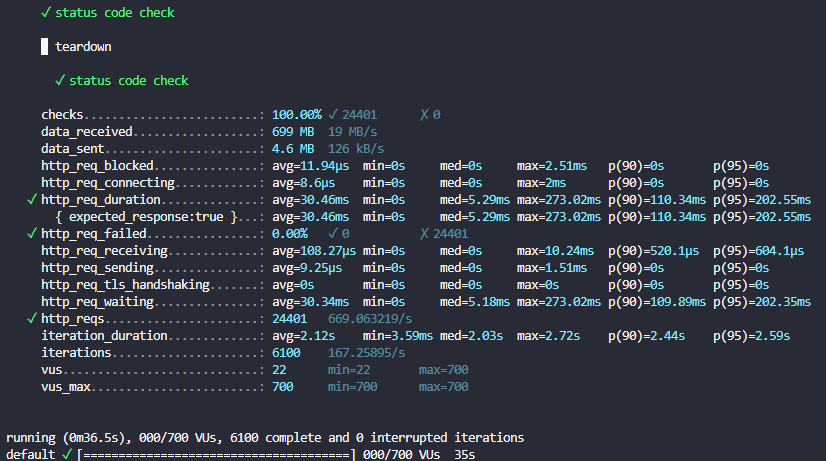 ✓ status code check
█ teardown
✓ status code check
checks.........................: 100.00% ✓ 24401 ✗ 0
data_received..................: 699 MB 19 MB/s
data_sent......................: 4.6 MB 126 kB/s
http_req_blocked...............: avg=11.94µs min=0s med=0s max=2.51ms p(90)=0s p(95)=0s
http_req_connecting............: avg=8.6µs min=0s med=0s max=2ms p(90)=0s p(95)=0s
✓ http_req_duration..............: avg=30.46ms min=0s med=5.29ms max=273.02ms p(90)=110.34ms p(95)=202.55ms
{ expected_response:true }...: avg=30.46ms min=0s med=5.29ms max=273.02ms p(90)=110.34ms p(95)=202.55ms
✓ http_req_failed................: 0.00% ✓ 0 ✗ 24401
http_req_receiving.............: avg=108.27µs min=0s med=0s max=10.24ms p(90)=520.1µs p(95)=604.1µs
http_req_sending...............: avg=9.25µs min=0s med=0s max=1.51ms p(90)=0s p(95)=0s
http_req_tls_handshaking.......: avg=0s min=0s med=0s max=0s p(90)=0s p(95)=0s
http_req_waiting...............: avg=30.34ms min=0s med=5.18ms max=273.02ms p(90)=109.89ms p(95)=202.35ms
✓ http_reqs......................: 24401 669.063219/s
iteration_duration.............: avg=2.12s min=3.59ms med=2.03s max=2.72s p(90)=2.44s p(95)=2.59s
iterations.....................: 6100 167.25895/s
vus............................: 22 min=22 max=700
vus_max........................: 700 min=700 max=700
running (0m36.5s), 000/700 VUs, 6100 complete and 0 interrupted iterations
default ✓ [======================================] 000/700 VUs 35s